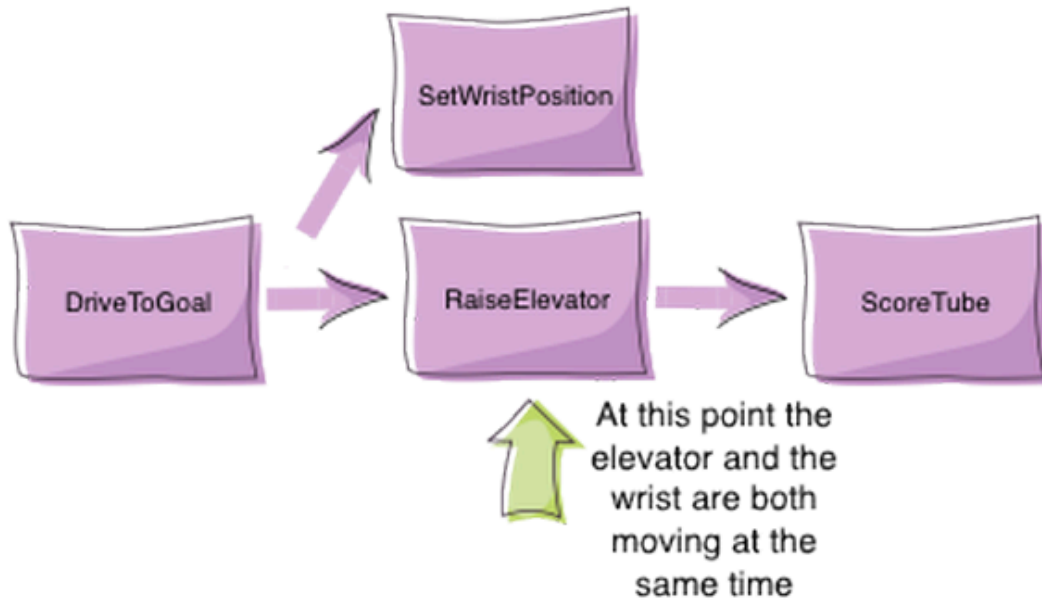 SetWristPosition
DriveToGoal
RaiseElevator
ScoreTube
At this point the
elevator and the
wrist are both
moving at the
same time